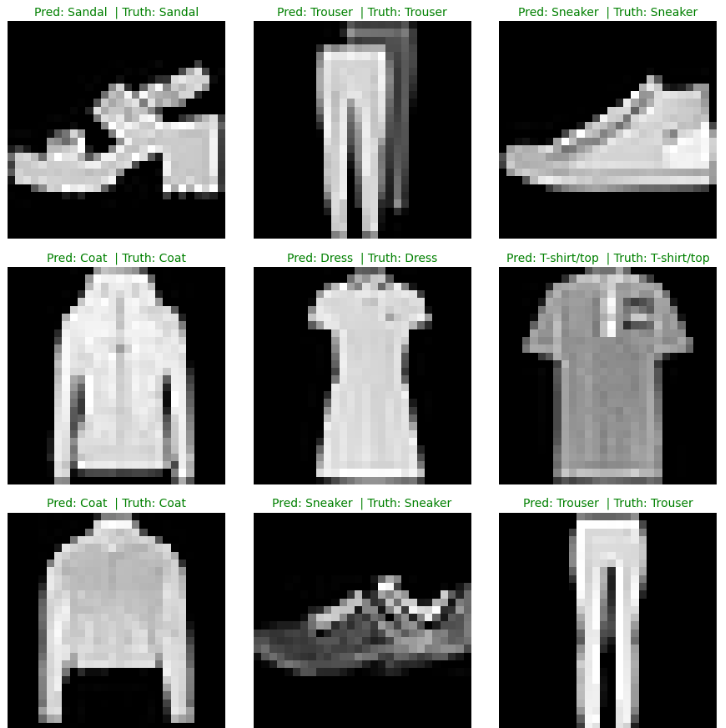 Pred: Sandal | Truth: Sandal
Pred: Trouser | Truth: Trouser
Pred: Sneaker | Truth: Sneaker
Pred: Coat | Truth: Coat
Pred: Dress | Truth: Dress
Pred: T-shirt/top | Truth: T-shirt/top
Pred: Coat | Truth: Coat
Pred: Sneaker | Truth: Sneaker
Pred: Trouser | Truth: Trouser